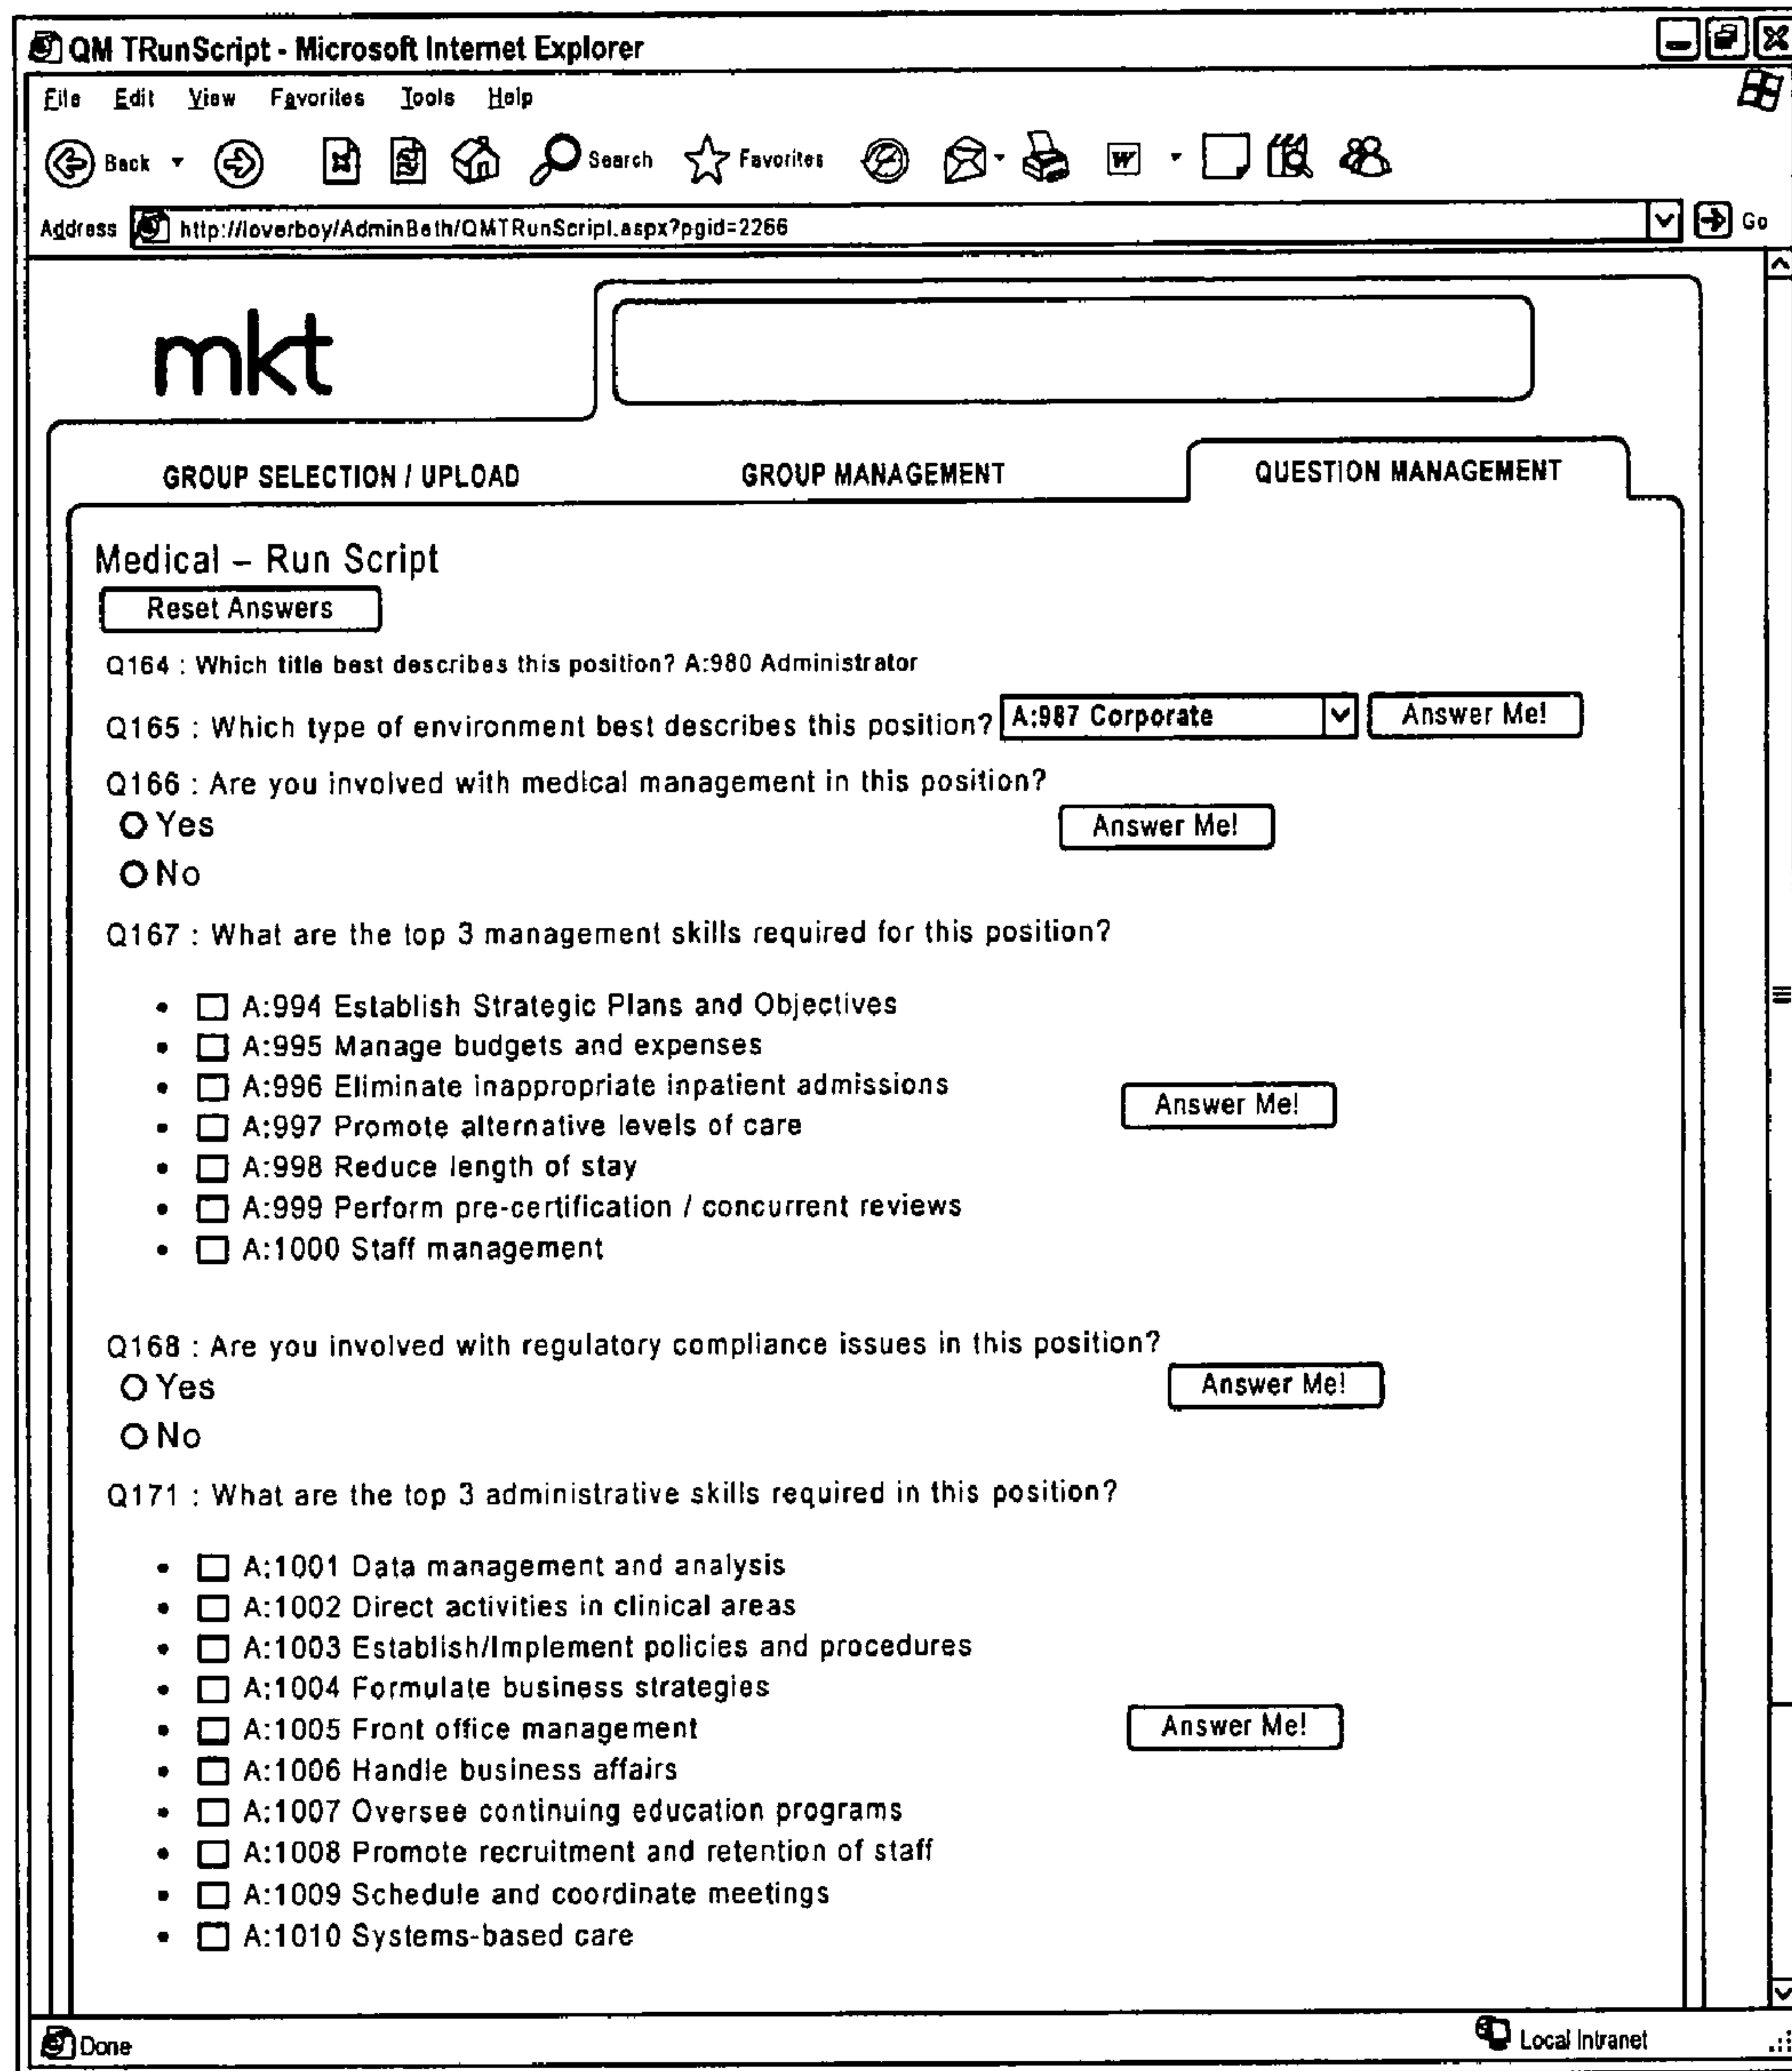 QM TRunScript - Microsoft Internet Explorer
File Edit View Favorites Tools Help
Back Search Favorites W
Address http://loverboy/AdminBeth/QMTRunScript.aspx?pgid=2266 Go
mkt
GROUP SELECTION / UPLOAD GROUP MANAGEMENT QUESTION MANAGEMENT
Medical – Run Script
Reset Answers
Q164 : Which title best describes this position? A:980 Administrator
Q165 : Which type of environment best describes this position? A:987 Corporate Answer Me!
Q166 : Are you involved with medical management in this position?
Yes Answer Me!
No
Q167 : What are the top 3 management skills required for this position?
• A:994 Establish Strategic Plans and Objectives
• A:995 Manage budgets and expenses
• A:996 Eliminate inappropriate inpatient admissions
Answer Me!
• A:997 Promote alternative levels of care
• A:998 Reduce length of stay
• A:999 Perform pre-certification / concurrent reviews
• A:1000 Staff management
Q168 : Are you involved with regulatory compliance issues in this position?
Yes Answer Me!
No
Q171 : What are the top 3 administrative skills required in this position?
• A:1001 Data management and analysis
• A:1002 Direct activities in clinical areas
• A:1003 Establish/Implement policies and procedures
• A:1004 Formulate business strategies
• A:1005 Front office management Answer Me!
• A:1006 Handle business affairs
• A:1007 Oversee continuing education programs
• A:1008 Promote recruitment and retention of staff
• A:1009 Schedule and coordinate meetings
• A:1010 Systems-based care
Done Local Intranet